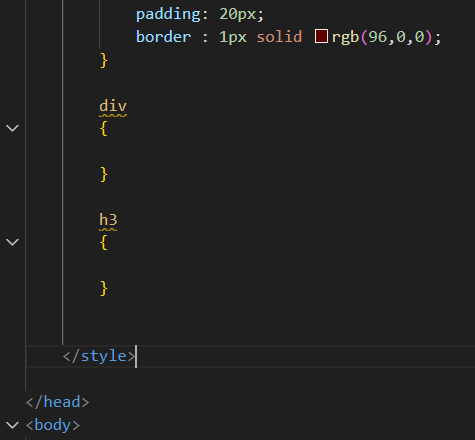 padding: 20px;
border : 1px solid rgb(96,0,0);
}
div
{
}
h3
{
}
</style>
</head>
<body>